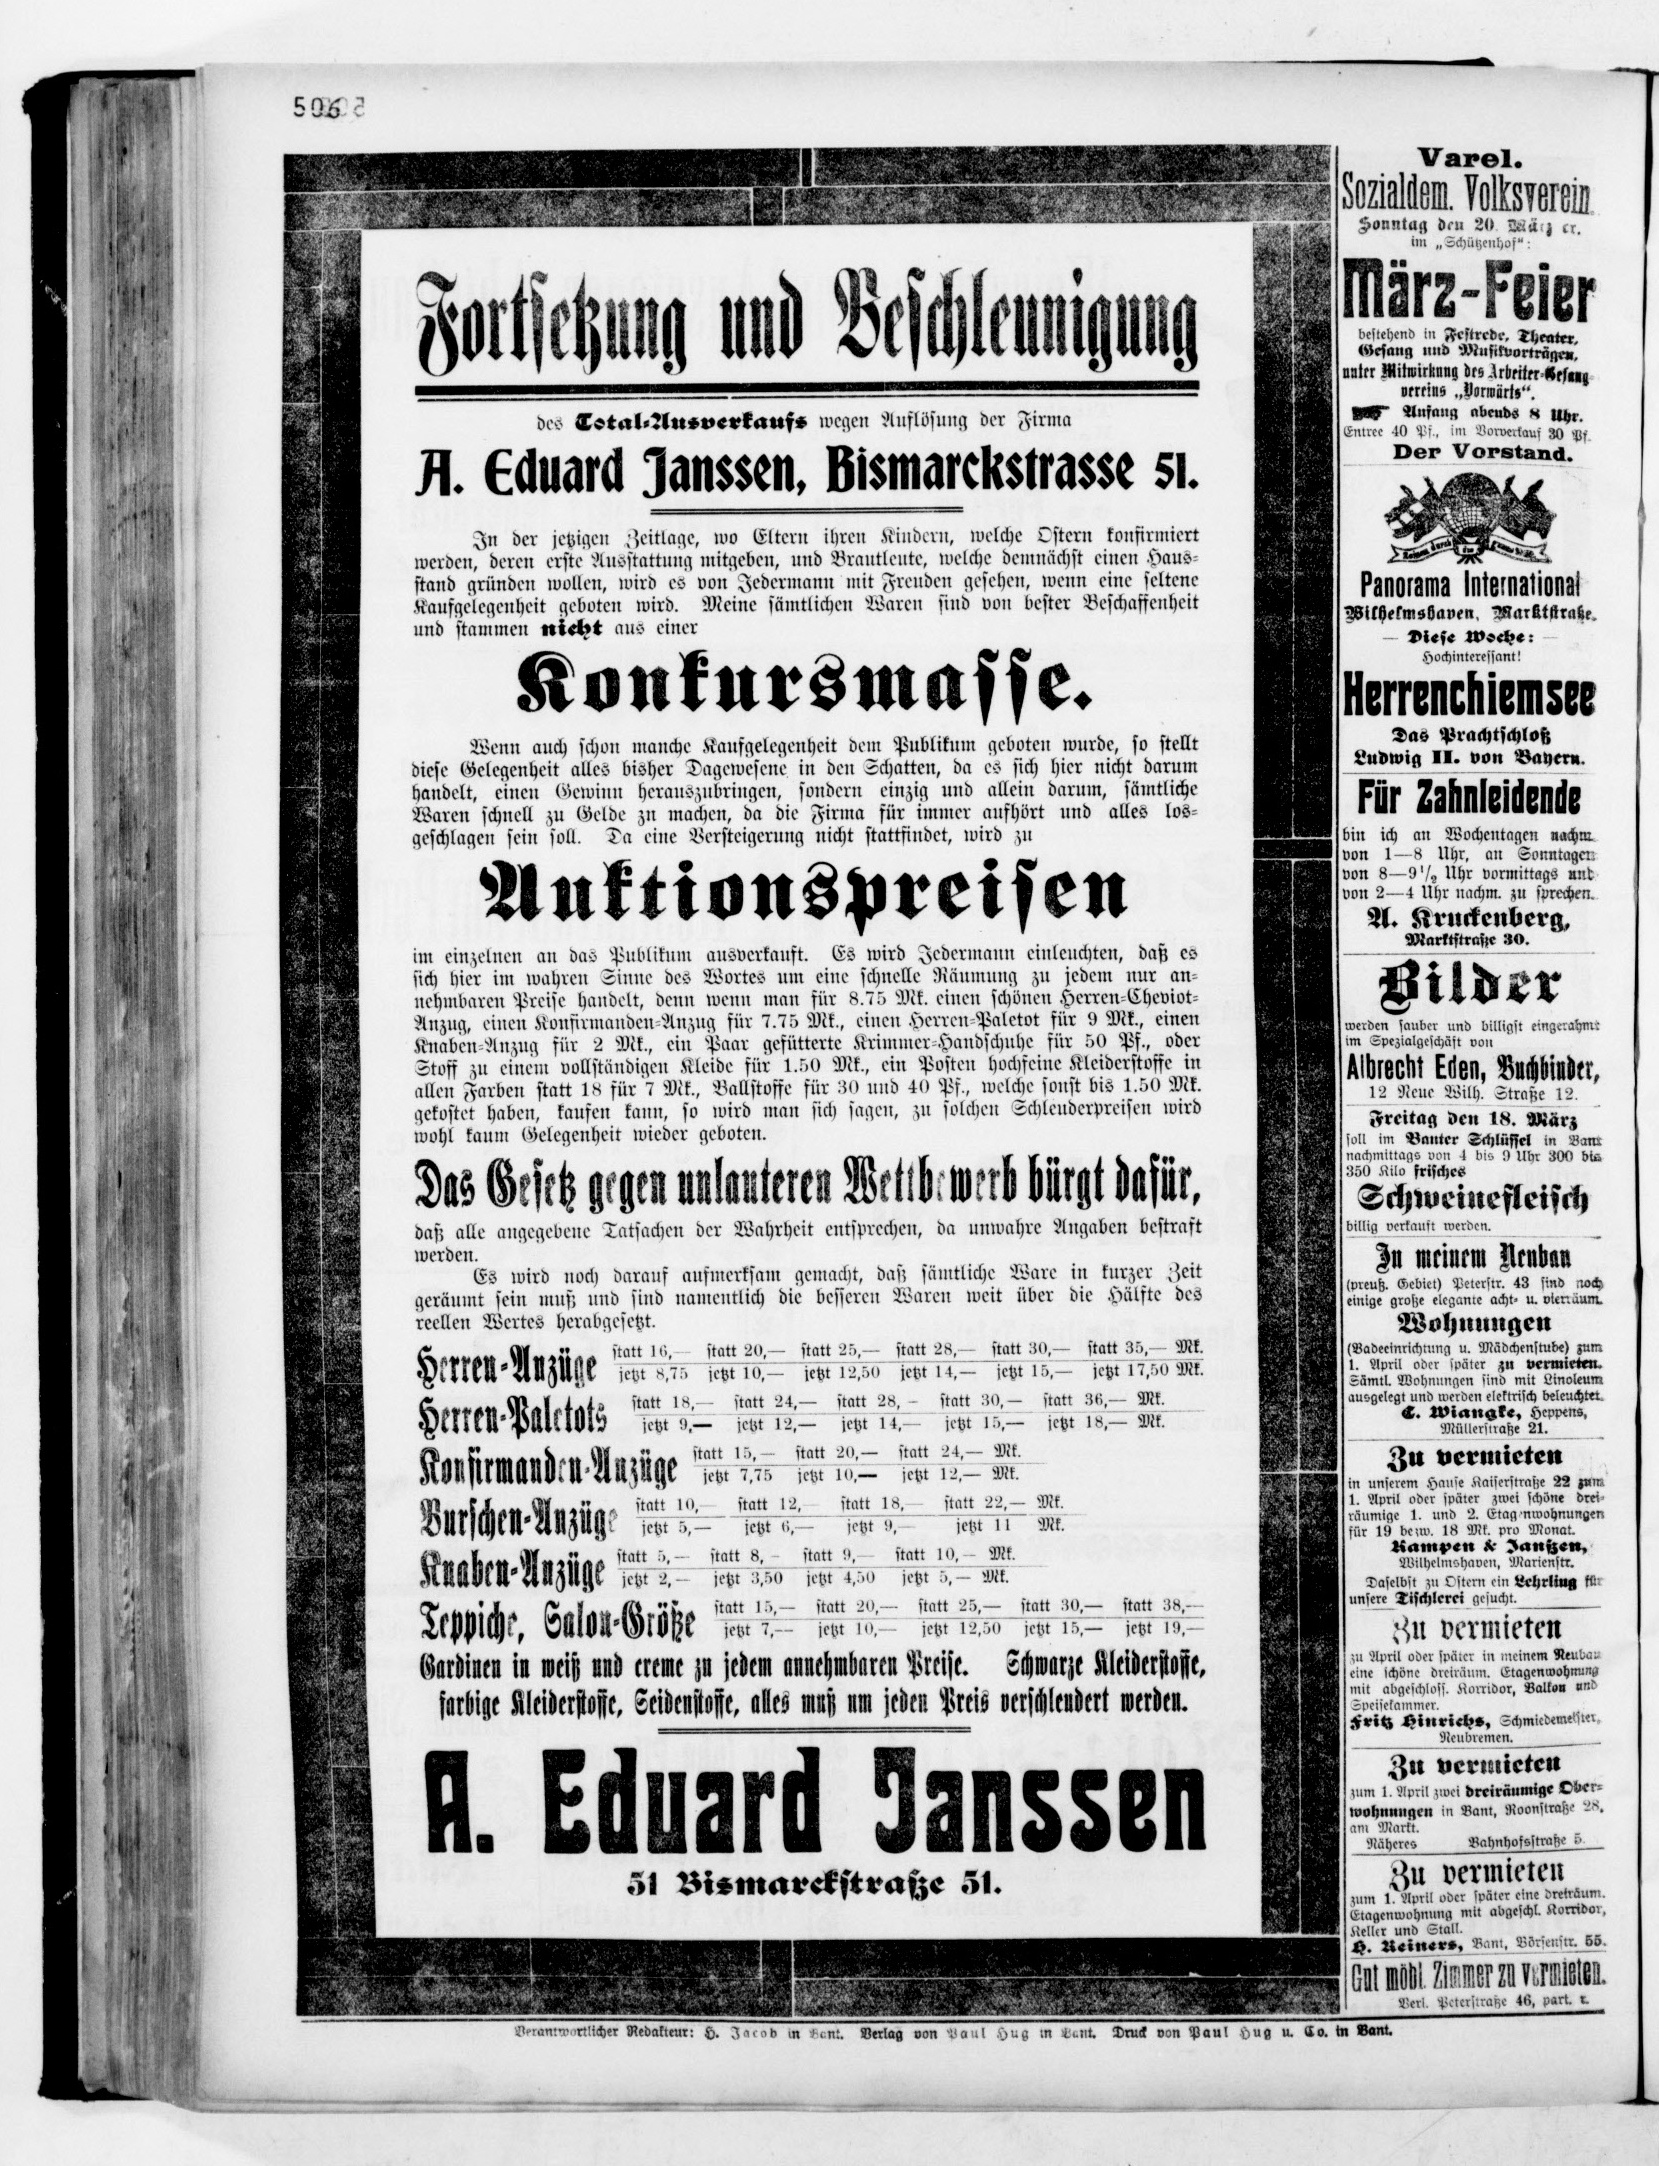 506
Fortsetzung und Beschleunigung
des Total-Ausverkaufs wegen Auflösung der Firma
A. Eduard Janssen, Bismarckstrasse 51.
In der jetzigen Zeitlage, wo Eltern ihren Kindern, welche Ostern konfirmiert
werden, deren erste Ausstattung mitgeben, und Brautleute, welche demnächst einen Haus-
stand gründen wollen, wird es von Jedermann mit Freuden gesehen, wenn eine seltene
Kaufgelegenheit geboten wird. Meine sämtlichen Waren sind von bester Beschaffenheit
und stammen nicht aus einer
Konkursmasse.
Wenn auch schon manche Kaufgelegenheit dem Publikum geboten wurde, so stellt
diese Gelegenheit alles bisher Dagewesene in den Schatten, da es sich hier nicht darum
handelt, einen Gewinn herauszubringen, sondern einzig und allein darum, sämtliche
Waren schnell zu Gelde zu machen, da die Firma für immer aufhört und alles los-
geschlagen sein soll. Da eine Versteigerung nicht stattfindet, wird zu
Auktionspreisen
im einzelnen an das Publikum ausverkauft. Es wird Jedermann einleuchten, daß es
sich hier im wahren Sinne des Wortes um eine schnelle Räumung zu jedem nur an-
nehmbaren Preise handelt, denn wenn man für 8.75 Mk. einen schönen Herren-Cheviot-
Anzug, einen Konfirmanden-Anzug für 7.75 Mk., einen Herren-Paletot für 9 Mk., einen
Knaben-Anzug für 2 Mk., ein Paar gefütterte Krimmer-Handschuhe für 50 Pf., oder
Stoff zu einem vollständigen Kleide für 1.50 Mk., ein Posten hochfeine Kleiderstoffe in
allen Farben statt 18 für 7 Mk., Ballstoffe für 30 und 40 Pf., welche sonst bis 1.50 Mk.
gekostet haben, kaufen kann, so wird man sich sagen, zu solchen Schleuderpreisen wird
wohl kaum Gelegenheit wieder geboten.
Das Gesetz gegen unlauteren Wettbewerb bürgt dafür,
daß alle angegebene Tatsachen der Wahrheit entsprechen, da unwahre Angaben bestraft
werden.
Es wird noch darauf aufmerksam gemacht, daß sämtliche Ware in kurzer Zeit
geräumt sein muß und sind namentlich die besseren Waren weit über die Hälfte des
reellen Wertes herabgesetzt.
Herren-Anzüge statt 16,— statt 20,— statt 25,— statt 28,— statt 30,— statt 35,— Mk.
jetzt 8,75 jetzt 10,— jetzt 12,50 jetzt 14,— jetzt 15,— jetzt 17,50 Mk.
Herren-Paletots statt 18,— statt 24,— statt 28,— statt 30,— statt 36,— Mk.
jetzt 9,— jetzt 12,— jetzt 14,— jetzt 15,— jetzt 18,— Mk.
Konfirmanden-Anzüge statt 15,— statt 20,— statt 24,— Mk.
jetzt 7,75 jetzt 10,— jetzt 12,— Mk.
Burschen-Anzüge statt 10,— statt 12,— statt 18,— statt 22,— Mk.
jetzt 5,— jetzt 6,— jetzt 9,— jetzt 11 Mk.
Knaben-Anzüge statt 5,— statt 8,— statt 9,— statt 10,— Mk.
jetzt 2,— jetzt 3,50 jetzt 4,50 jetzt 5,— Mk.
Teppiche, Salon-Größe statt 15,— statt 20,— statt 25,— statt 30,— statt 38,—
jetzt 7,— jetzt 10,— jetzt 12,50 jetzt 15,— jetzt 19,—
Gardinen in weiß und creme zu jedem annehmbaren Preise. Schwarze Kleiderstoffe,
farbige Kleiderstoffe, Seidenstoffe, alles muß um jeden Preis verschleudert werden.
A. Eduard Janssen
51 Bismarckstraße 51.
Varel.
Sozialdem. Volksverein
Sonntag den 20. März cr.
im „Schützenhof“:
März-Feier
bestehend in Festrede, Theater,
Gesang und Musikvorträgen,
unter Mitwirkung des Arbeiter-Gesang-
vereins „Vorwärts“.
Anfang abends 8 Uhr.
Entree 40 Pf., im Vorverkauf 30 Pf.
Der Vorstand.
Reisen durch die ganze Welt.
Panorama International
Wilhelmshaven, Marktstraße.
— Diese Woche: —
Hochinteressant!
Herrenchiemsee
Das Prachtschloß
Ludwig II. von Bayern.
Für Zahnleidende
bin ich an Wochentagen nachm.
von 1—8 Uhr, an Sonntagen
von 8—9½ Uhr vormittags und
von 2—4 Uhr nachm. zu sprechen.
A. Kruckenberg,
Marktstraße 30.
Bilder
werden sauber und billigst eingerahmt
im Spezialgeschäft von
Albrecht Eden, Buchbinder,
12 Neue Wilh. Straße 12.
Freitag den 18. März
soll im Banter Schlüssel in Bant
nachmittags von 4 bis 9 Uhr 300 bis
350 Kilo frisches
Schweinefleisch
billig verkauft werden.
In meinem Neubau
(preuß. Gebiet) Peterstr. 43 sind noch
einige große elegante acht- u. vierräum.
Wohnungen
(Badeeinrichtung u. Mädchenstube) zum
1. April oder später zu vermieten.
Sämtl. Wohnungen sind mit Linoleum
ausgelegt und werden elektrisch beleuchtet.
C. Wiangke, Heppens,
Müllerstraße 21.
Zu vermieten
in unserem Hause Kaiserstraße 22 zum
1. April oder später zwei schöne drei-
räumige 1. und 2. Etagenwohnungen
für 19 bezw. 18 Mk. pro Monat.
Kampen & Janßen,
Wilhelmshaven, Marienstr.
Daselbst zu Ostern ein Lehrling für
unsere Tischlerei gesucht.
Zu vermieten
zu April oder später in meinem Neubau
eine schöne dreiräum. Etagenwohnung
mit abgeschloss. Korridor, Balkon und
Speisekammer.
Fritz Hinrichs, Schmiedemeister,
Neubremen.
Zu vermieten
zum 1. April zwei dreiräumige Ober-
wohnungen in Bant, Roonstraße 28,
am Markt.
Näheres Bahnhofsstraße 5.
Zu vermieten
zum 1. April oder später eine dreiräum.
Etagenwohnung mit abgeschl. Korridor,
Keller und Stall.
H. Reiners, Bant, Börsenstr. 55.
Gut möbl. Zimmer zu vermieten.
Verl. Peterstraße 46, part. r.
Verantwortlicher Redakteur: H. Jacob in Bant. Verlag von Paul Hug in Bant. Druck von Paul Hug u. Co. in Bant.